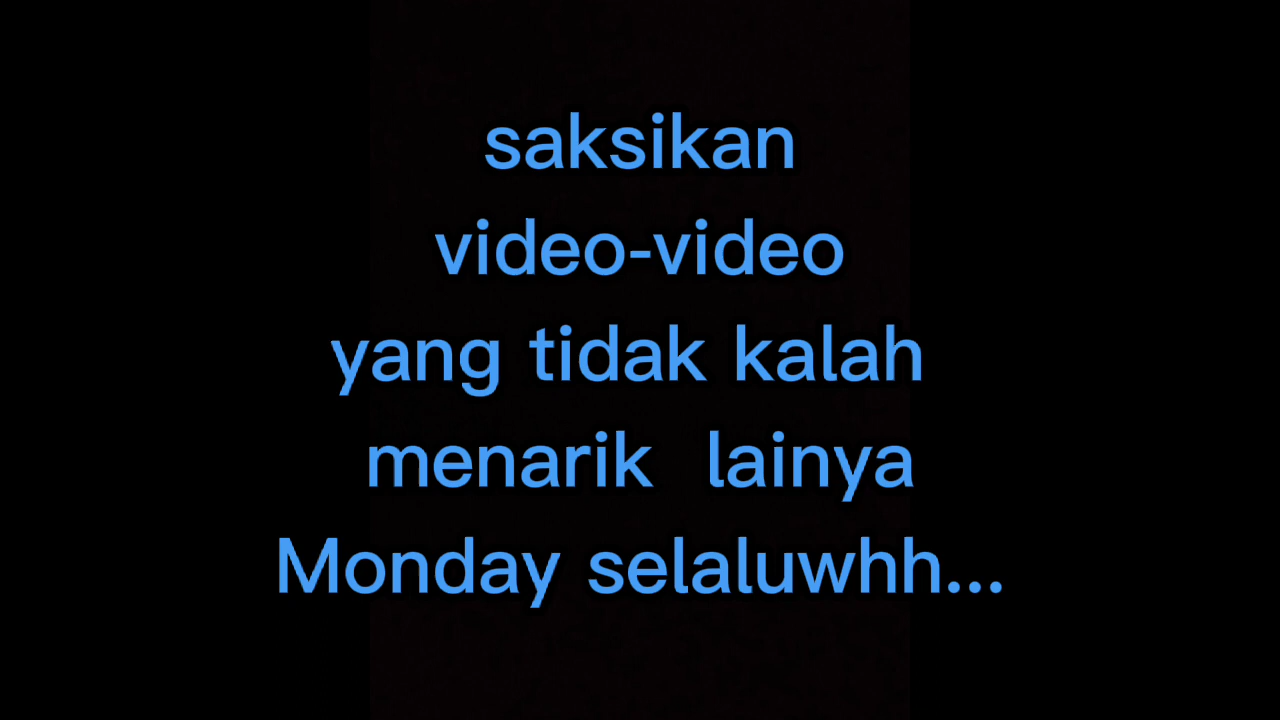 saksikan
video-video
yang tidak kalah
menarik lainya
Monday selaluwhh...